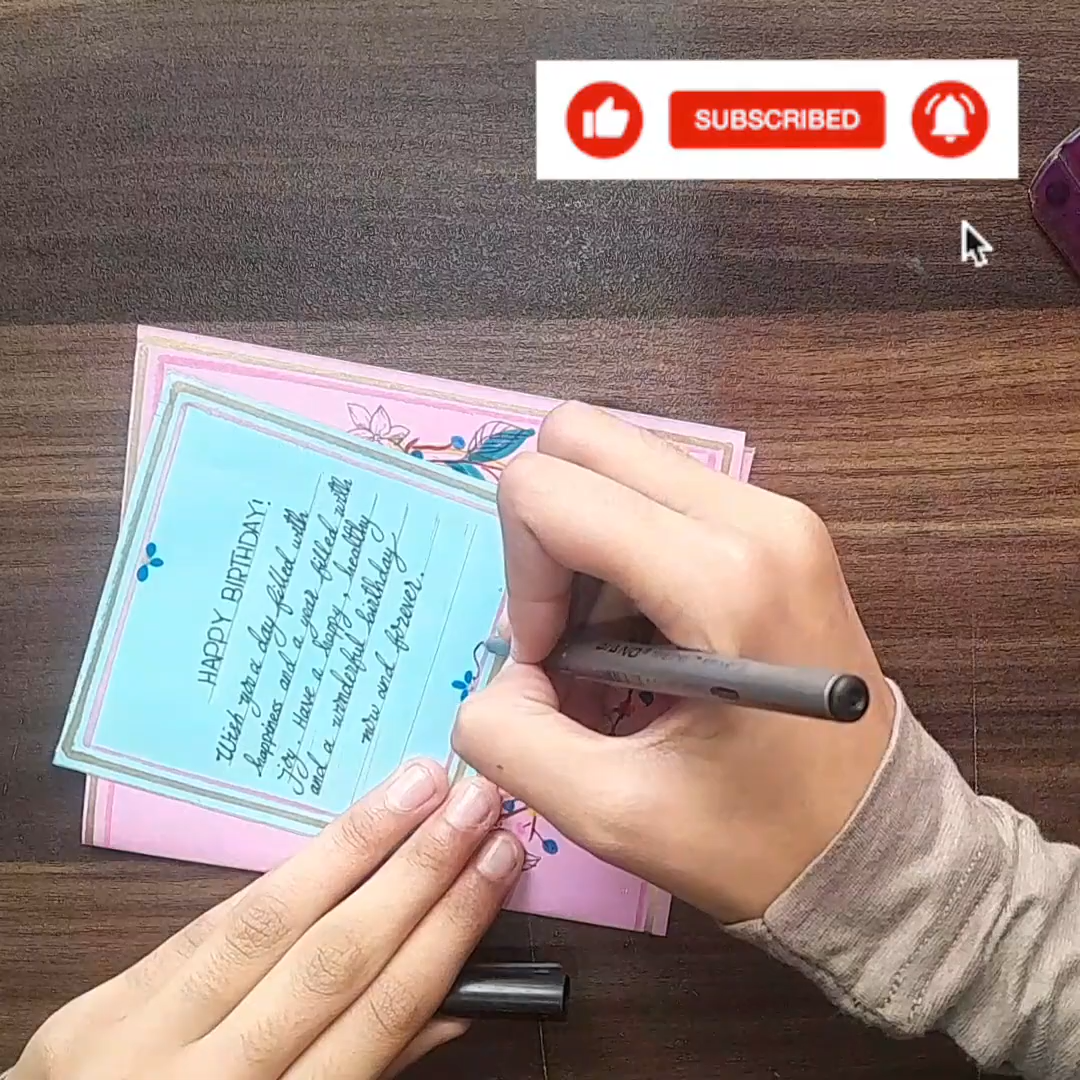 SUBSCRIBED
HAPPY BIRTHDAY!
Wish you a day filled with
happiness and a year filled with
joy. Have a happy, healthy
and a wonderful birthday
now and forever.